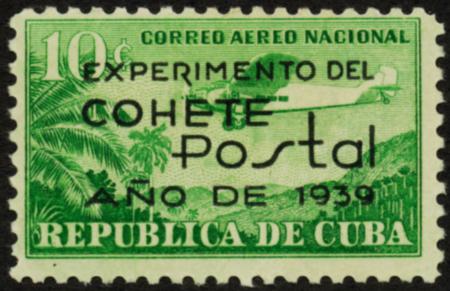 10¢ CORREO AEREO NACIONAL
EXPERIMENTO DEL
COHETE
Postal
AÑO DE 1939
REPUBLICA DE CUBA